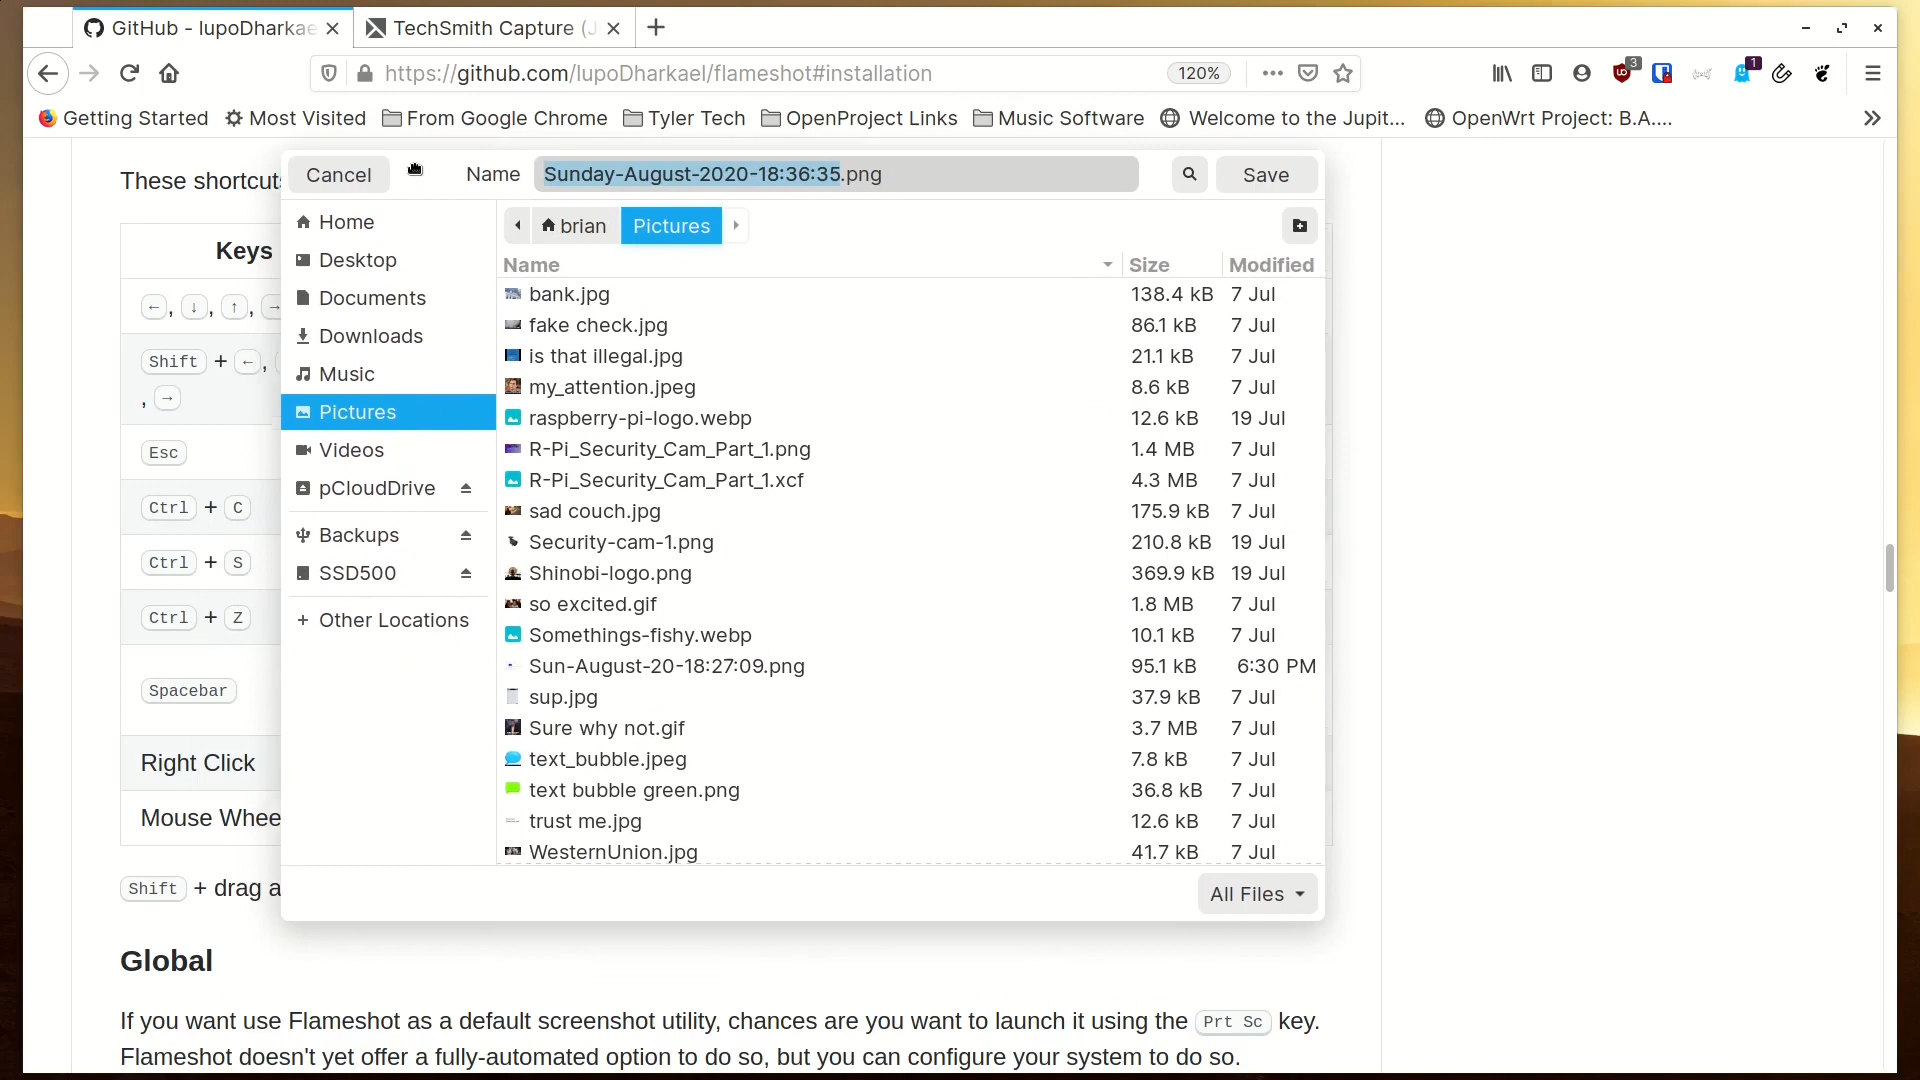 GitHub - lupoDharkae
TechSmith Capture (J
https://github.com/lupoDharkael/flameshot#installation
120%
3
1
Getting Started
Most Visited
From Google Chrome
Tyler Tech
OpenProject Links
Music Software
Welcome to the Jupit...
OpenWrt Project: B.A....
These shortcuts
Cancel
Name
Sunday-August-2020-18:36:35.png
Save
Home
Desktop
Documents
Downloads
Music
Pictures
Videos
pCloudDrive
Backups
SSD500
+ Other Locations
brian
Pictures
Name Size Modified
bank.jpg 138.4 kB 7 Jul
fake check.jpg 86.1 kB 7 Jul
is that illegal.jpg 21.1 kB 7 Jul
my_attention.jpeg 8.6 kB 7 Jul
raspberry-pi-logo.webp 12.6 kB 19 Jul
R-Pi_Security_Cam_Part_1.png 1.4 MB 7 Jul
R-Pi_Security_Cam_Part_1.xcf 4.3 MB 7 Jul
sad couch.jpg 175.9 kB 7 Jul
Security-cam-1.png 210.8 kB 19 Jul
Shinobi-logo.png 369.9 kB 19 Jul
so excited.gif 1.8 MB 7 Jul
Somethings-fishy.webp 10.1 kB 7 Jul
Sun-August-20-18:27:09.png 95.1 kB 6:30 PM
sup.jpg 37.9 kB 7 Jul
Sure why not.gif 3.7 MB 7 Jul
text_bubble.jpeg 7.8 kB 7 Jul
text bubble green.png 36.8 kB 7 Jul
trust me.jpg 12.6 kB 7 Jul
WesternUnion.jpg 41.7 kB 7 Jul
All Files
Keys
←, ↓, ↑, →
Shift + ←,
, →
Esc
Ctrl + C
Ctrl + S
Ctrl + Z
Spacebar
Right Click
Mouse Whee
Shift + drag a
Global
If you want use Flameshot as a default screenshot utility, chances are you want to launch it using the Prt Sc key.
Flameshot doesn't yet offer a fully-automated option to do so, but you can configure your system to do so.